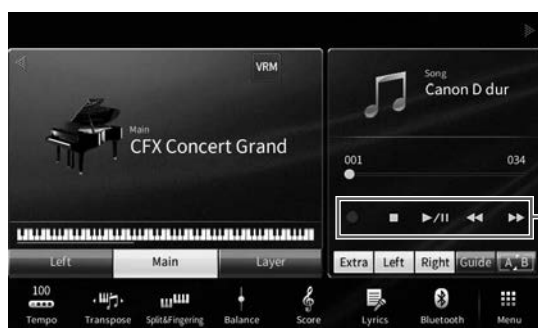 VRM
Main
CFX Concert Grand
Song
Canon D dur
001
034
Left
Main
Layer
Extra
Left
Right
Guide
A B
100
Tempo
Transpose
Split&Fingering
Balance
Score
Lyrics
Bluetooth
Menu